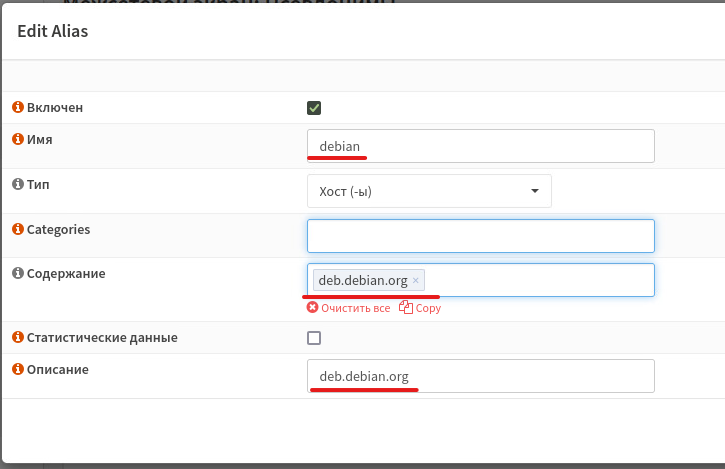 Edit Alias
Включен
Имя
debian
Тип
Хост (-ы)
Categories
Содержание
deb.debian.org ×
Очистить все Copy
Статистические данные
Описание
deb.debian.org